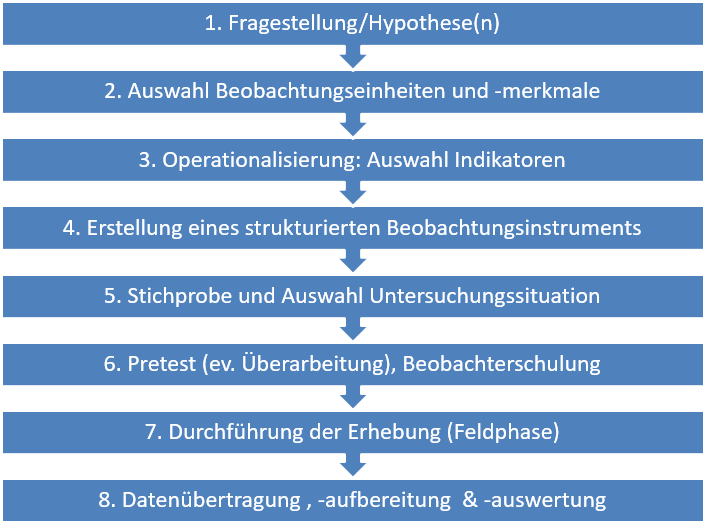 1. Fragestellung/Hypothese(n)
2. Auswahl Beobachtungseinheiten und -merkmale
3. Operationalisierung: Auswahl Indikatoren
4. Erstellung eines strukturierten Beobachtungsinstruments
5. Stichprobe und Auswahl Untersuchungssituation
6. Pretest (ev. Überarbeitung), Beobachterschulung
7. Durchführung der Erhebung (Feldphase)
8. Datenübertragung , -aufbereitung & -auswertung